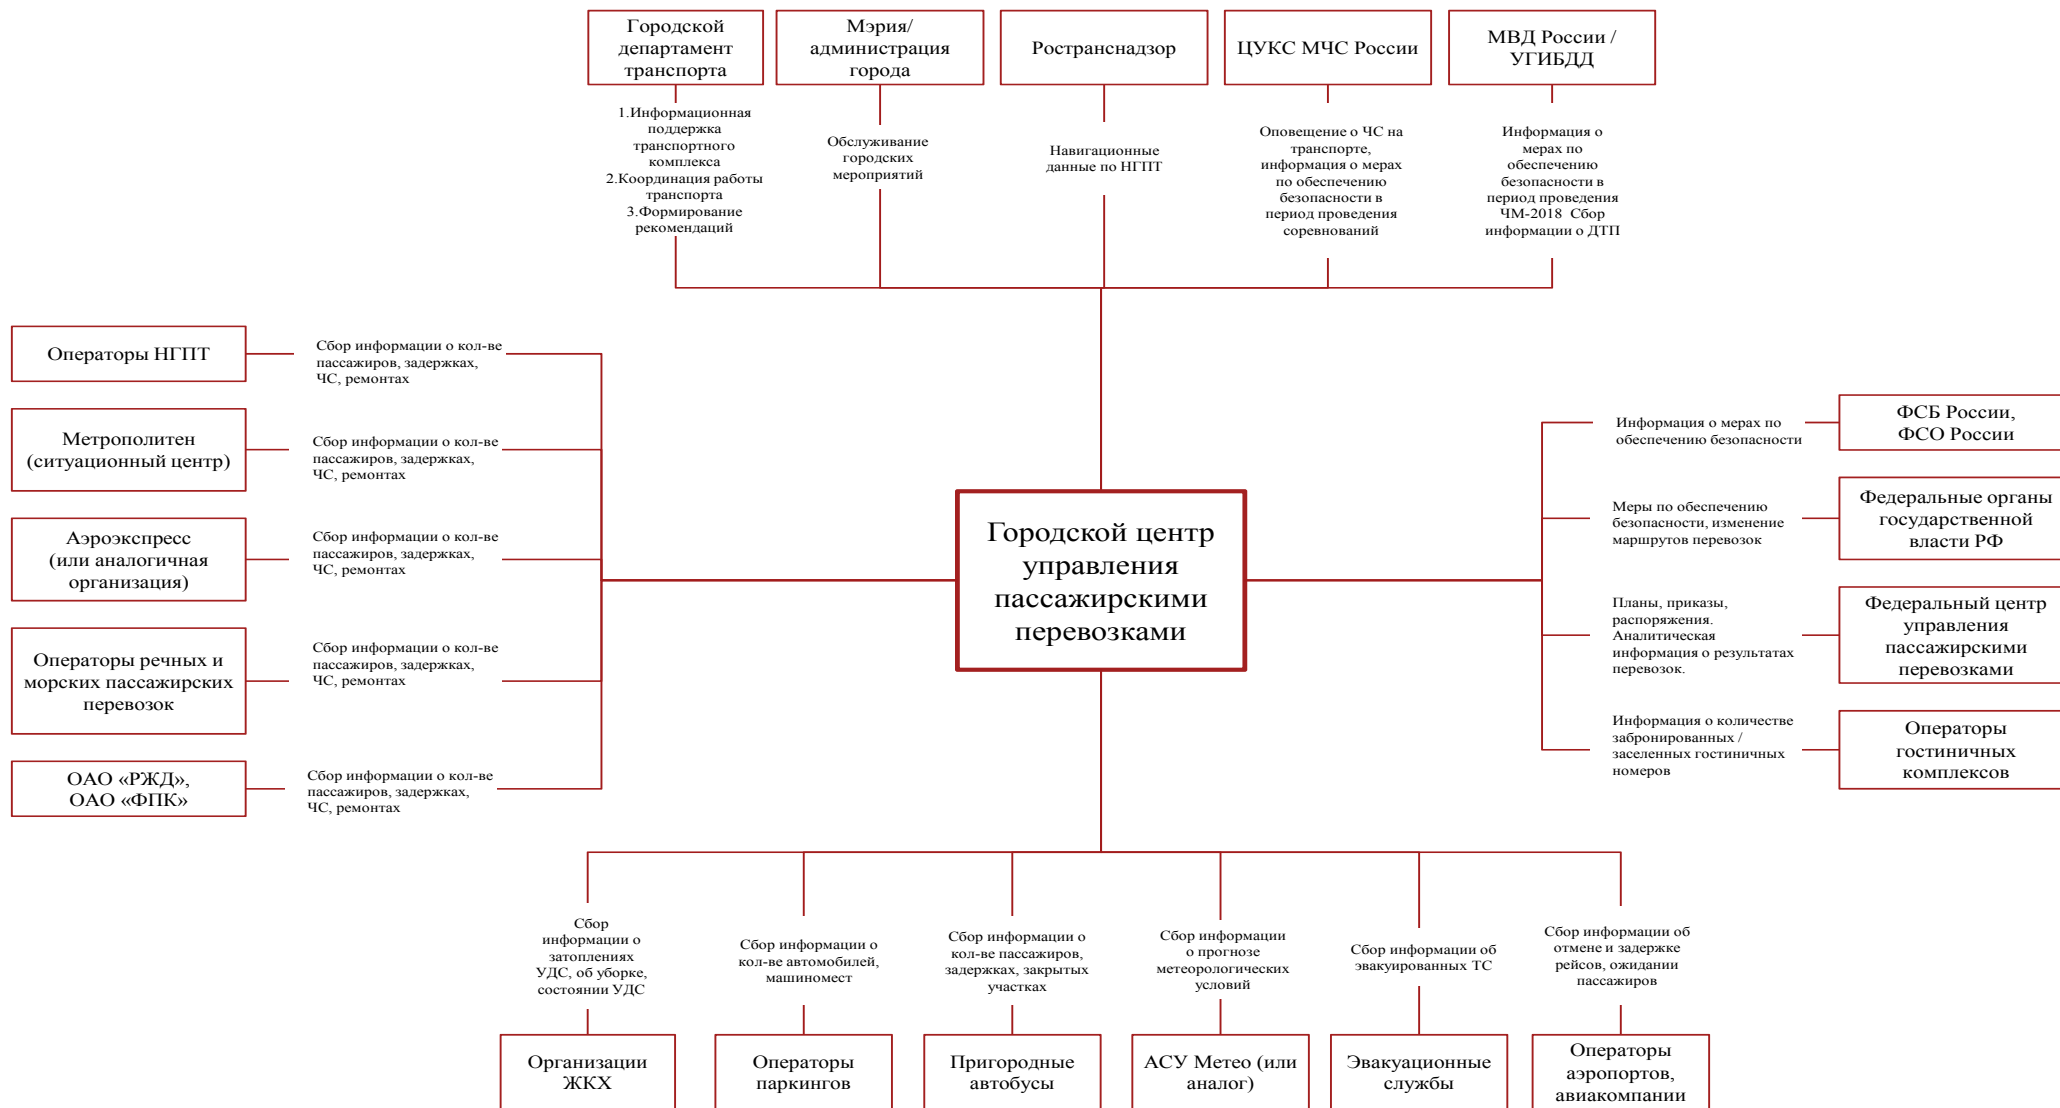 Городской
департамент
транспорта
Мэрия/
администрация
города
Ространснадзор
ЦУКС МЧС России
МВД России /
УГИБДД
1.Информационная
поддержка
транспортного
комплекса
2.Координация работы
транспорта
3.Формирование
рекомендаций
Обслуживание
городских
мероприятий
Навигационные
данные по НГПТ
Оповещение о ЧС на
транспорте,
информация о мерах
по обеспечению
безопасности в
период проведения
соревнований
Информация о
мерах по
обеспечению
безопасности в
период проведения
ЧМ-2018 Сбор
информации о ДТП
Операторы НГПТ
Сбор информации о кол-ве
пассажиров, задержках,
ЧС, ремонтах
Метрополитен
(ситуационный центр)
Сбор информации о кол-ве
пассажиров, задержках,
ЧС, ремонтах
Аэроэкспресс
(или аналогичная
организация)
Сбор информации о кол-ве
пассажиров, задержках,
ЧС, ремонтах
Операторы речных и
морских пассажирских
перевозок
Сбор информации о кол-ве
пассажиров, задержках,
ЧС, ремонтах
ОАО «РЖД»,
ОАО «ФПК»
Сбор информации о кол-ве
пассажиров, задержках,
ЧС, ремонтах
Городской центр
управления
пассажирскими
перевозками
Информация о мерах по
обеспечению безопасности
ФСБ России,
ФСО России
Меры по обеспечению
безопасности, изменение
маршрутов перевозок
Федеральные органы
государственной
власти РФ
Планы, приказы,
распоряжения.
Аналитическая
информация о результатах
перевозок.
Федеральный центр
управления
пассажирскими
перевозками
Информация о количестве
забронированных /
заселенных гостиничных
номеров
Операторы
гостиничных
комплексов
Сбор
информации о
затоплениях
УДС, об уборке,
состоянии УДС
Сбор информации о
кол-ве автомобилей,
машиномест
Сбор информации о
кол-ве пассажиров,
задержках, закрытых
участках
Сбор информации
о прогнозе
метеорологических
условий
Сбор информации об
эвакуированных ТС
Сбор информации об
отмене и задержке
рейсов, ожидании
пассажиров
Организации
ЖКХ
Операторы
паркингов
Пригородные
автобусы
АСУ Метео (или
аналог)
Эвакуационные
службы
Операторы
аэропортов,
авиакомпании